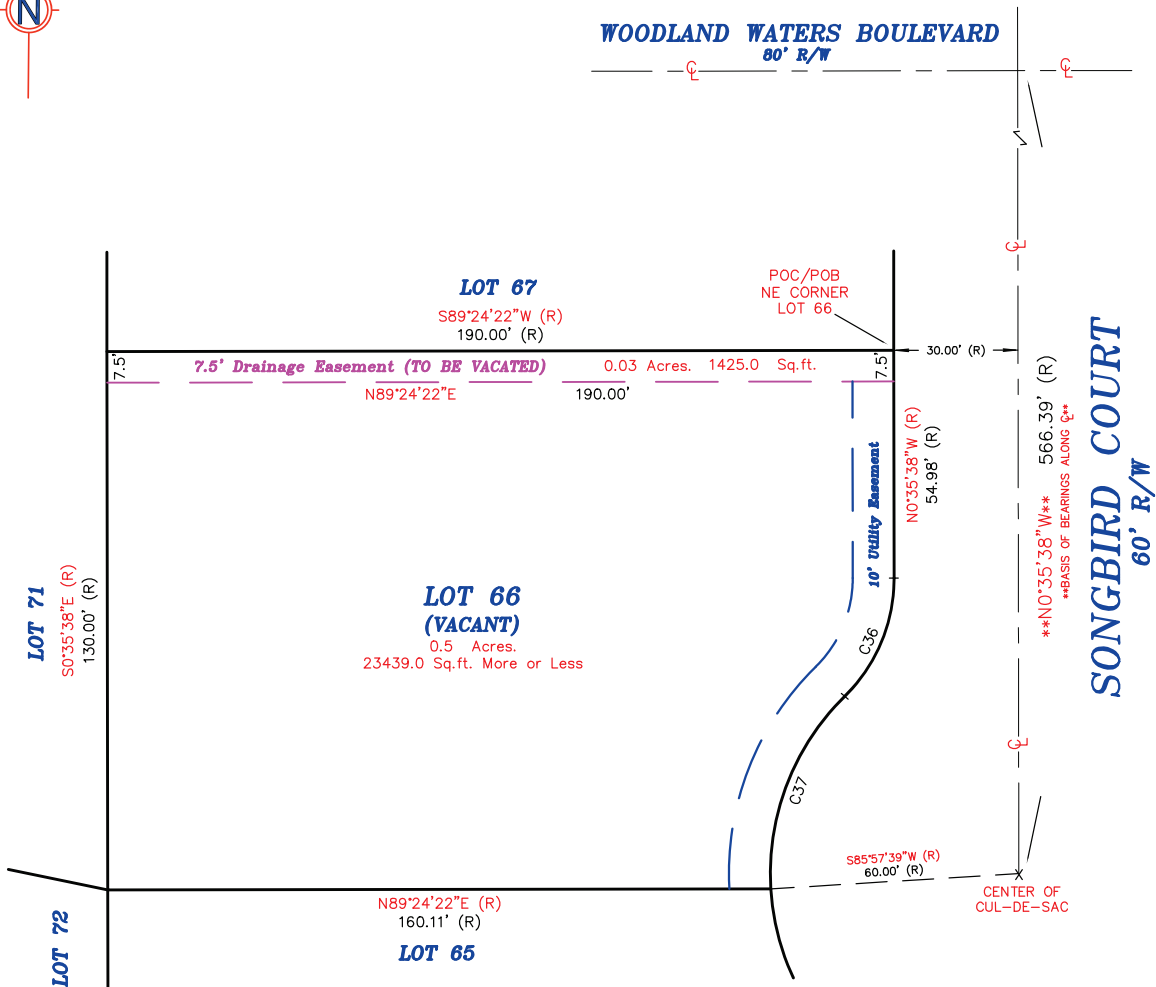 N
WOODLAND WATERS BOULEVARD
80' R/W
℄
℄
℄
LOT 67
S89°24'22"W (R)
190.00' (R)
POC/POB
NE CORNER
LOT 66
7.5'
7.5' Drainage Easement (TO BE VACATED)
0.03 Acres. 1425.0 Sq.ft.
7.5'
30.00' (R)
N89°24'22"E
190.00'
N0°35'38"W (R)
54.98' (R)
10' Utility Easement
**N0°35'38"W** 566.39' (R)
**BASIS OF BEARINGS ALONG ℄**
SONGBIRD COURT
60' R/W
LOT 71
S0°35'38"E (R)
130.00' (R)
LOT 66
(VACANT)
0.5 Acres.
23439.0 Sq.ft. More or Less
C36
C37
℄
S85°57'39"W (R)
60.00' (R)
CENTER OF
CUL-DE-SAC
N89°24'22"E (R)
160.11' (R)
LOT 65
LOT 72